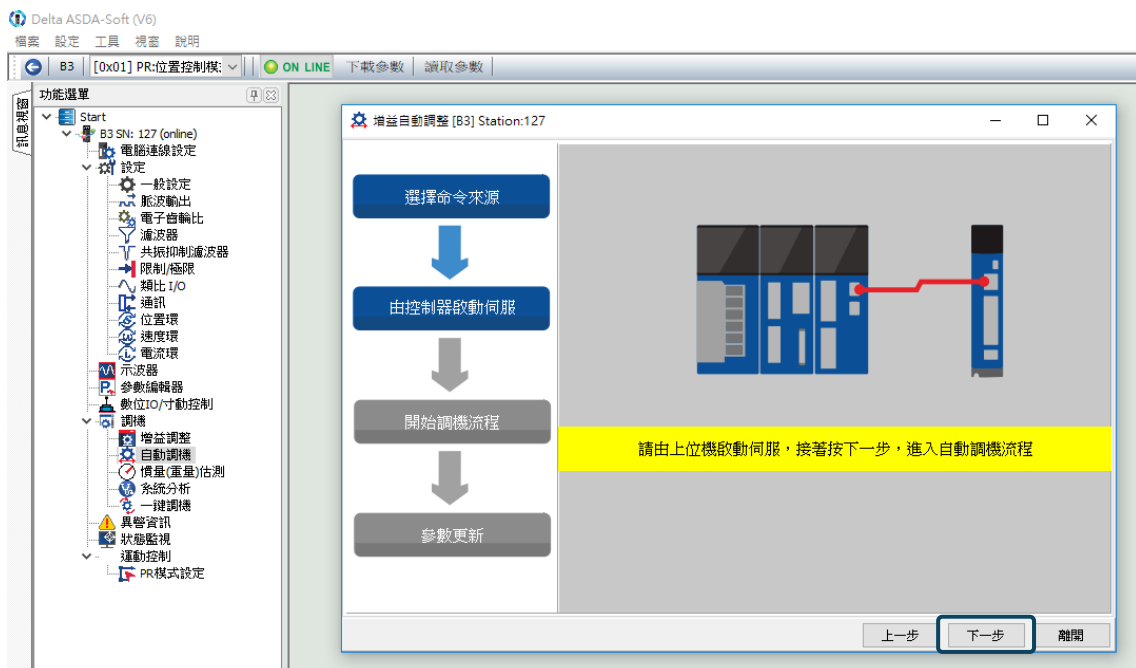 Delta ASDA-Soft (V6)
檔案 設定 工具 視窗 說明
B3 [0x01] PR:位置控制模: ON LINE 下載參數 讀取參數
訊息視窗
功能選單
Start
B3 SN: 127 (online)
電腦連線設定
設定
一般設定
脈波輸出
電子齒輪比
濾波器
共振抑制濾波器
限制/極限
類比 I/O
通訊
位置環
速度環
電流環
示波器
參數編輯器
數位IO/寸動控制
調機
增益調整
自動調機
慣量(重量)估測
系統分析
一鍵調機
異警資訊
狀態監視
運動控制
PR模式設定
增益自動調整 [B3] Station:127
選擇命令來源
由控制器啟動伺服
開始調機流程
參數更新
請由上位機啟動伺服，接著按下一步，進入自動調機流程
上一步 下一步 離開